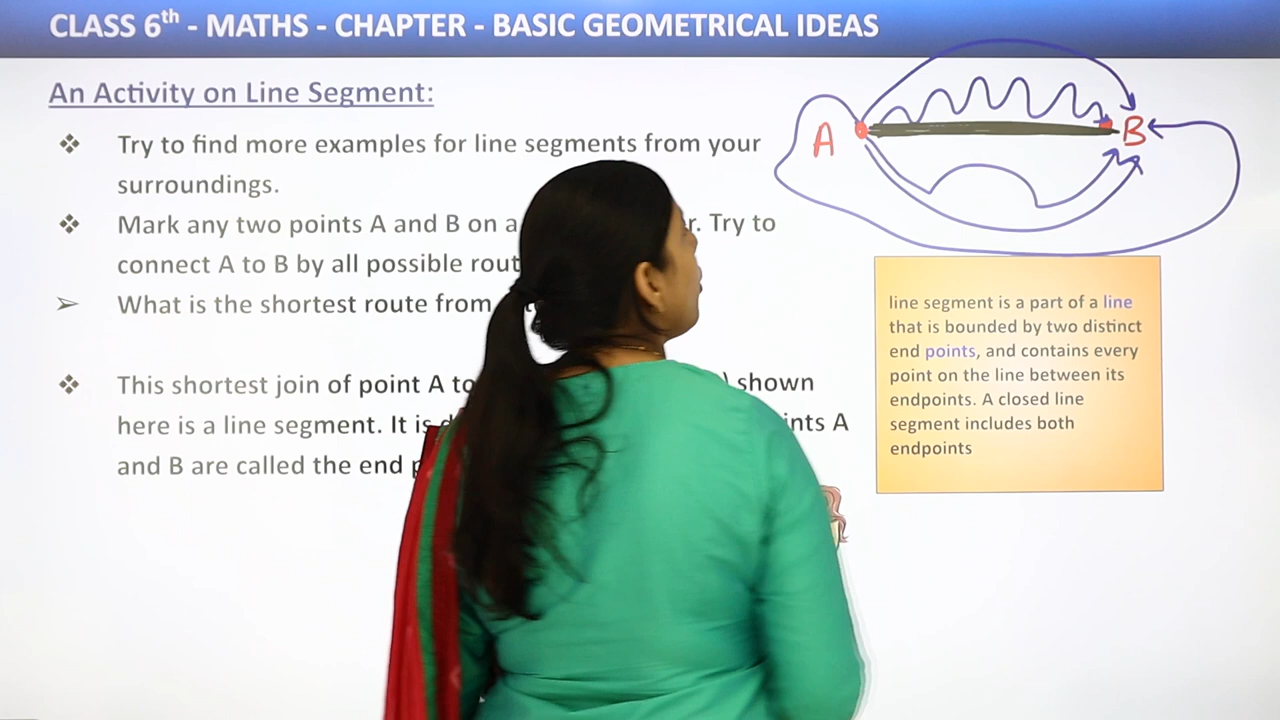 CLASS 6th - MATHS - CHAPTER - BASIC GEOMETRICAL IDEAS
An Activity on Line Segment:
Try to find more examples for line segments from your
surroundings.
Mark any two points A and B on a r. Try to
connect A to B by all possible rout
What is the shortest route from
This shortest join of point A to ) shown
here is a line segment. It is ints A
and B are called the end
A
B
line segment is a part of a line
that is bounded by two distinct
end points, and contains every
point on the line between its
endpoints. A closed line
segment includes both
endpoints